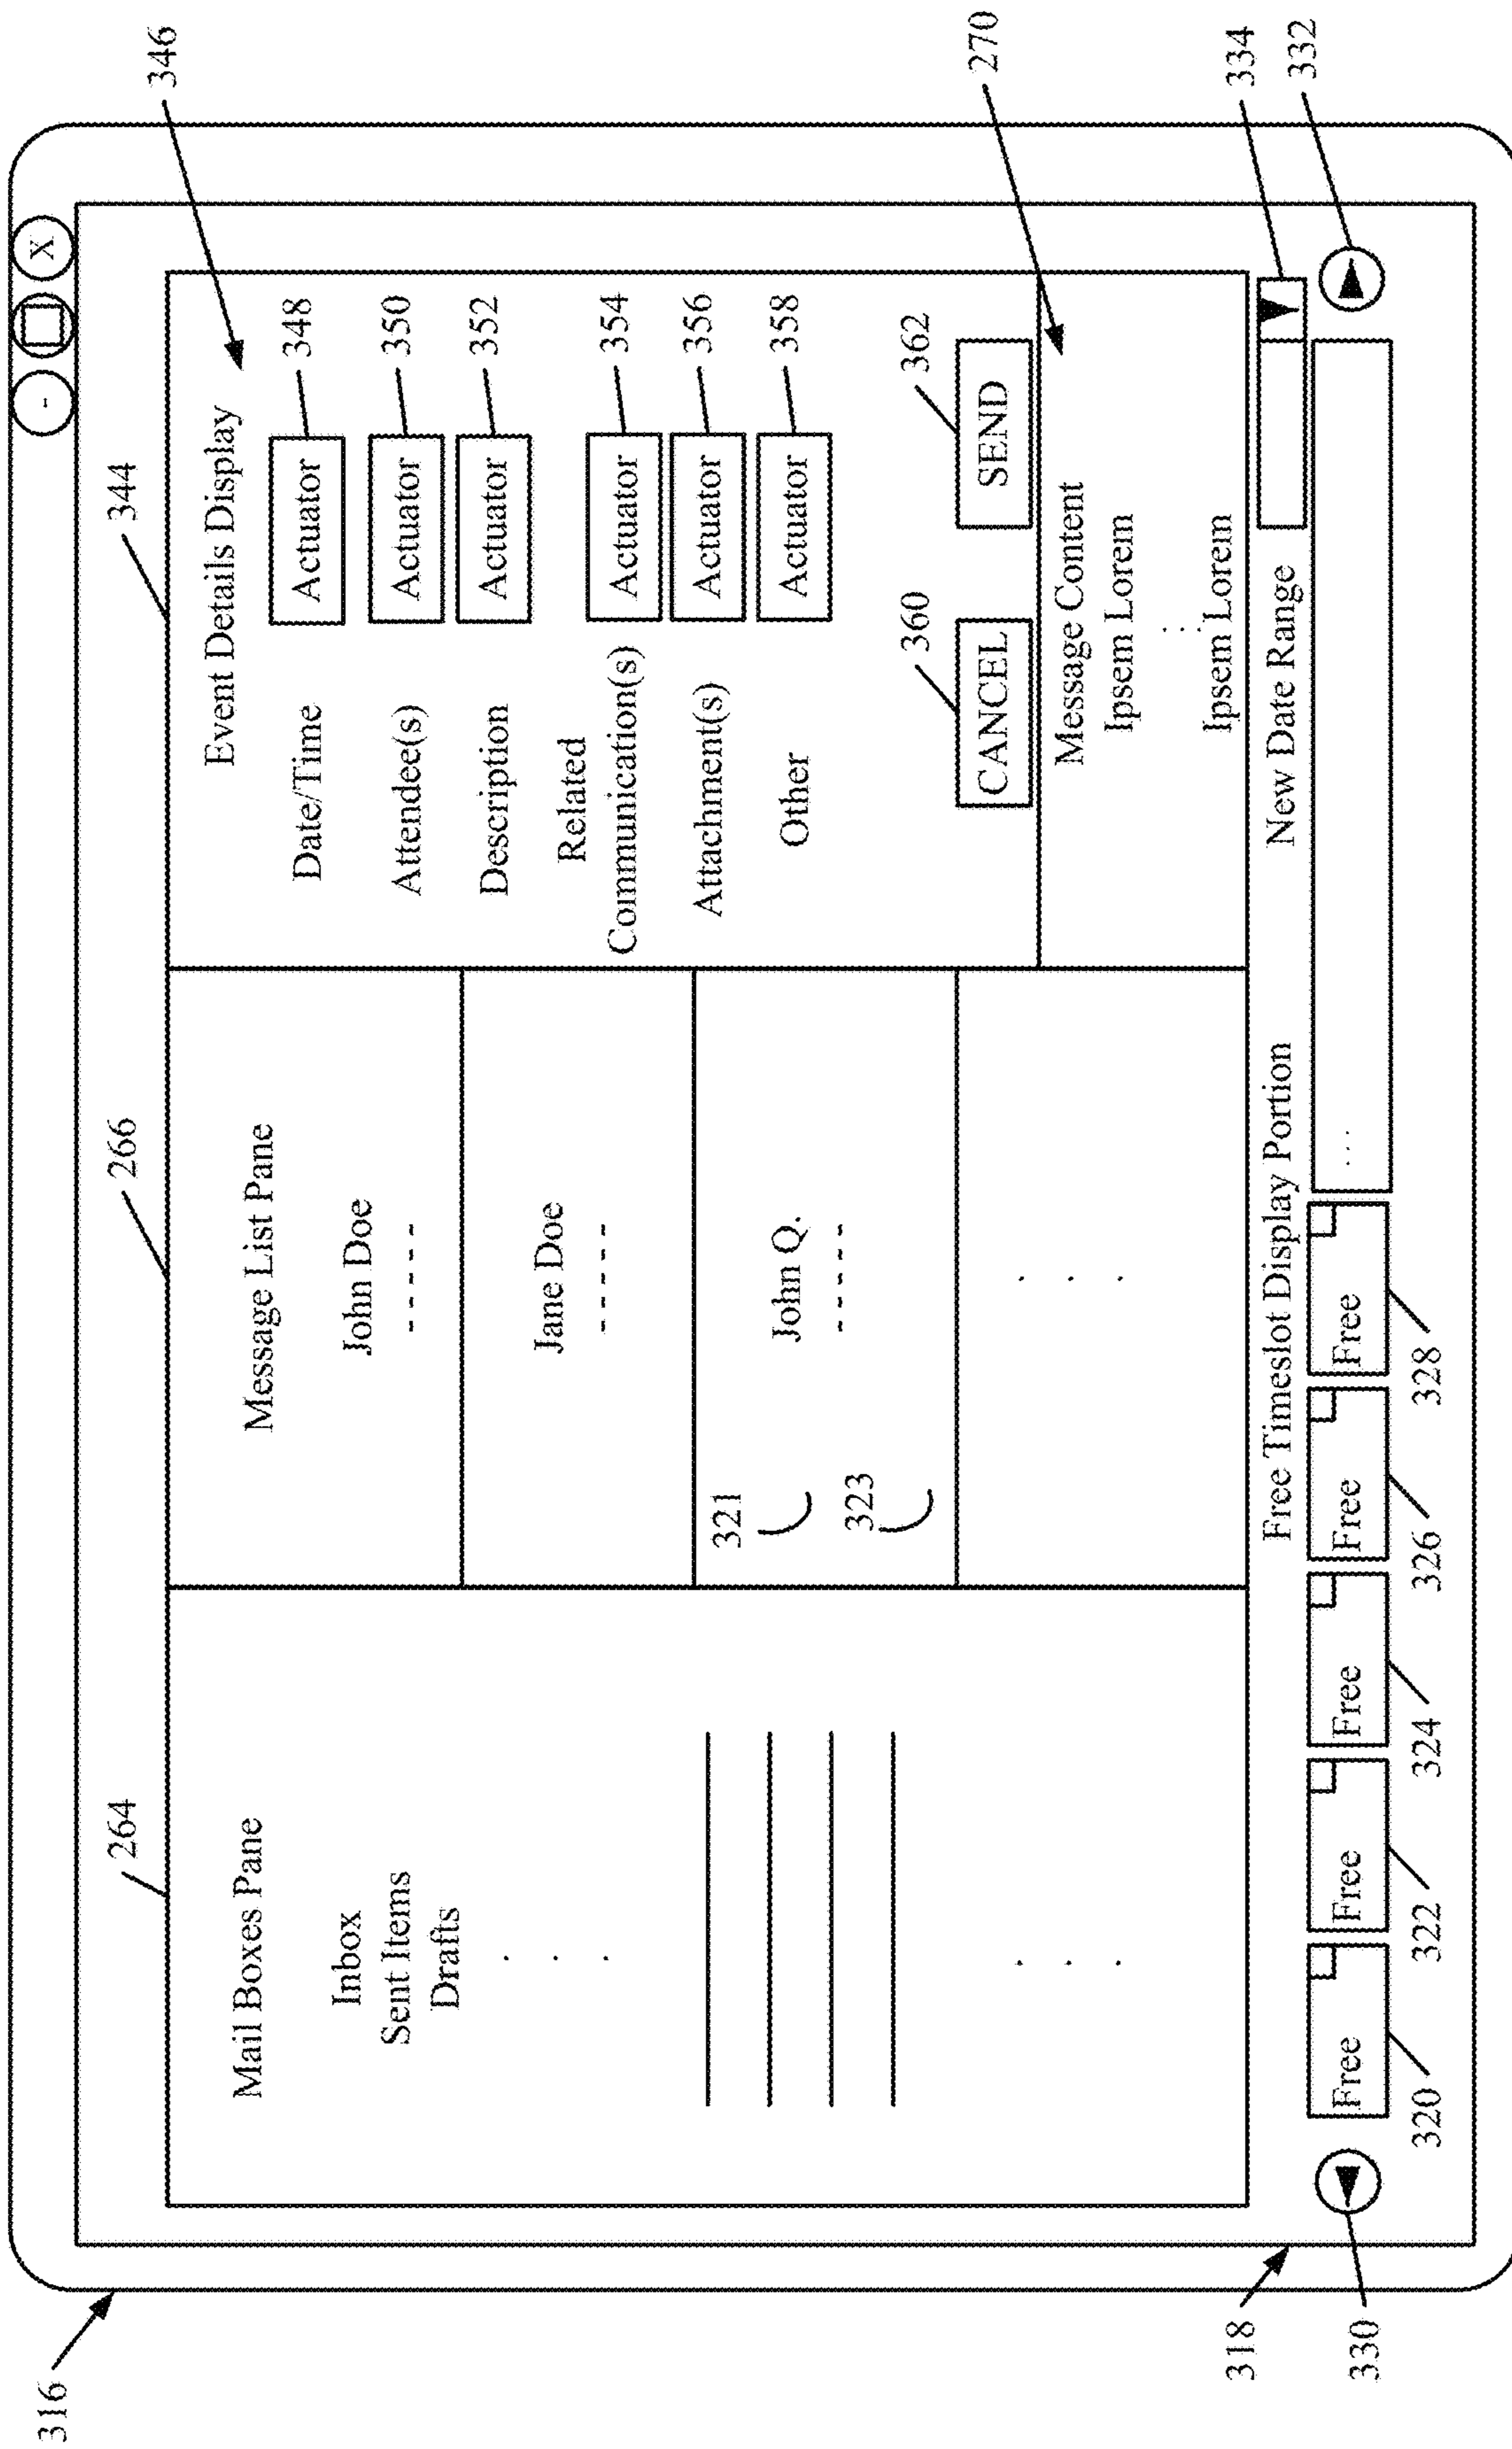 316
-
X
264
266
344
346
Mail Boxes Pane
Inbox
Sent Items
Drafts
.
.
.
.
.
.
Message List Pane
John Doe
-----
Jane Doe
-----
321
John Q.
323
------
.
.
.
Event Details Display
Date/Time
Actuator
348
Attendee(s)
Actuator
350
Description
Actuator
352
Related
Communication(s)
Actuator
354
Attachment(s)
Actuator
356
Other
Actuator
358
360
362
CANCEL
SEND
270
Message Content
Ipsem Lorem
...
Ipsem Lorem
318
Free Timeslot Display Portion
New Date Range
334
330
Free
Free
Free
Free
Free
...
332
320
322
324
326
328